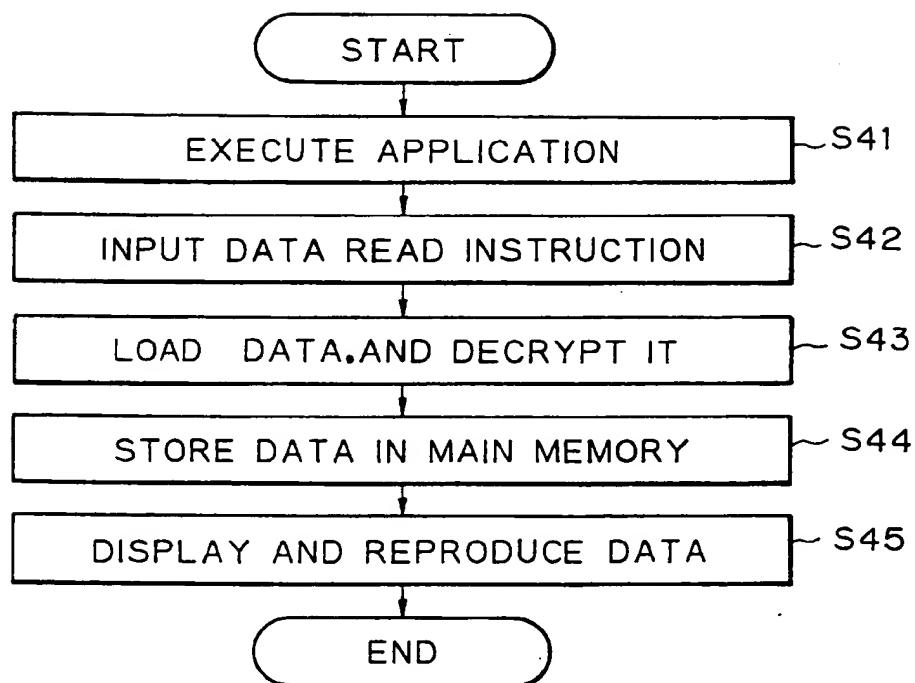 START
EXECUTE APPLICATION
S41
INPUT DATA READ INSTRUCTION
S42
LOAD DATA.AND DECRYPT IT
S43
STORE DATA IN MAIN MEMORY
S44
DISPLAY AND REPRODUCE DATA
S45
END